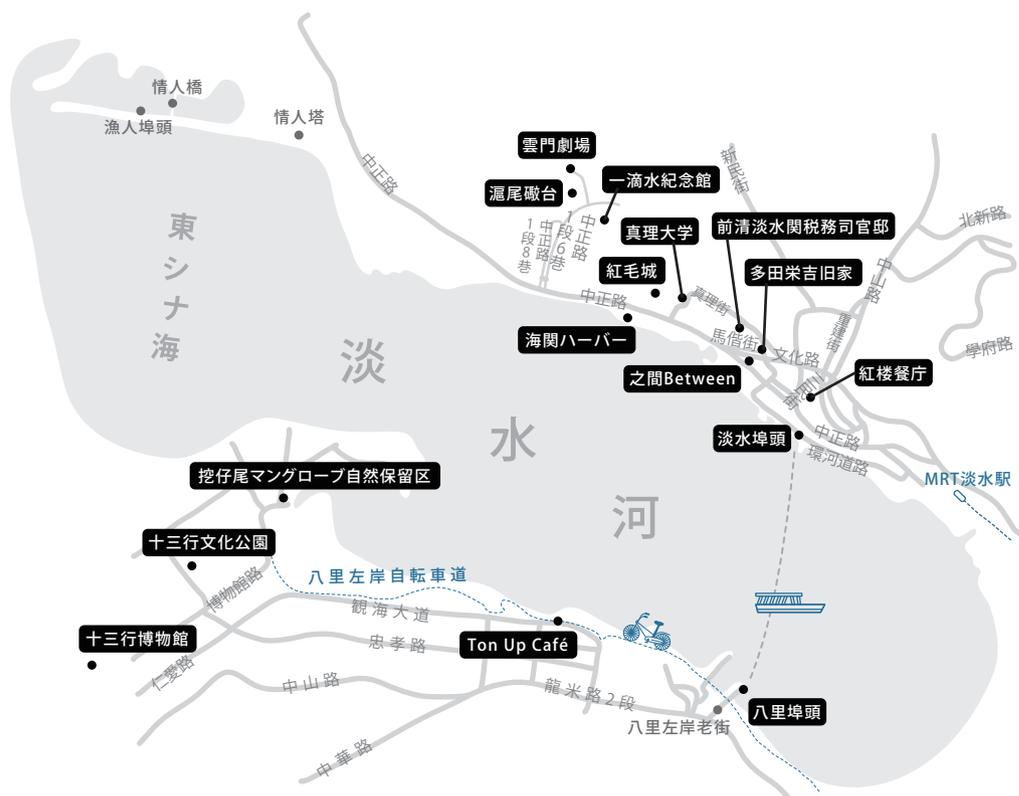 情人橋
漁人埠頭
情人塔
中正路
雲門劇場
滬尾礮台
一滴水紀念館
新民街
真理大学
前清淡水関税務司官邸
北新路
中正路
1段6巷
中正路
1段8巷
東シナ海
紅毛城
多田栄吉旧家
中山路
中正路
真理街
海関ハーバー
馬偕街
重建街
文化路
學府路
淡水河
之間Between
三民街
紅楼餐厅
淡水埠頭
中正路
環河道路
MRT淡水駅
挖仔尾マングローブ自然保留区
十三行文化公園
博物館路
八里左岸自転車道
観海大道
忠孝路
Ton Up Café
十三行博物館
仁愛路
中山路
龍米路2段
八里左岸老街
八里埠頭
中華路